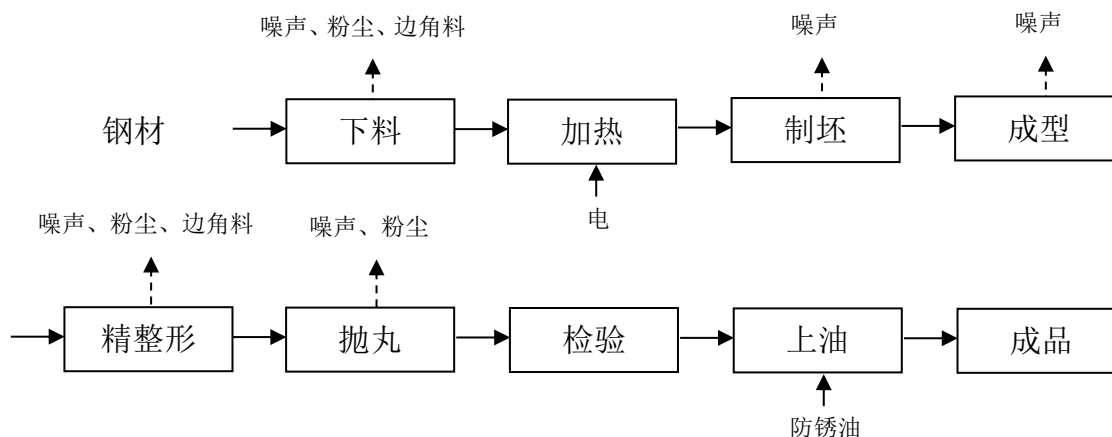 噪声、粉尘、边角料
噪声
噪声
钢材
下料
加热
制坯
成型
电
噪声、粉尘、边角料
噪声、粉尘
精整形
抛丸
检验
上油
成品
防锈油